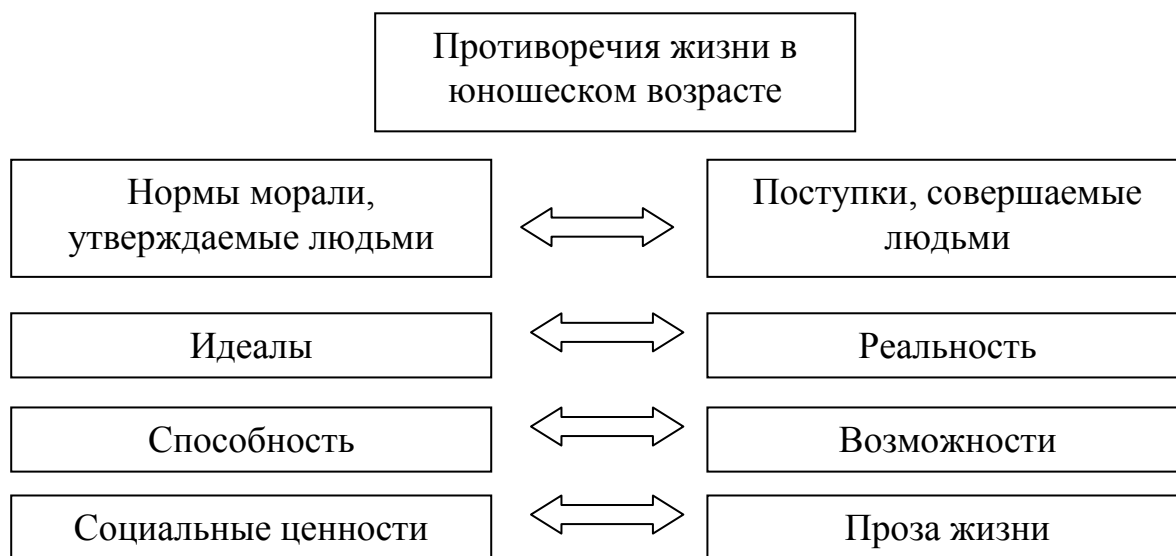 Противоречия жизни в
юношеском возрасте
Нормы морали,
утверждаемые людьми
Поступки, совершаемые
людьми
Идеалы
Реальность
Способность
Возможности
Социальные ценности
Проза жизни